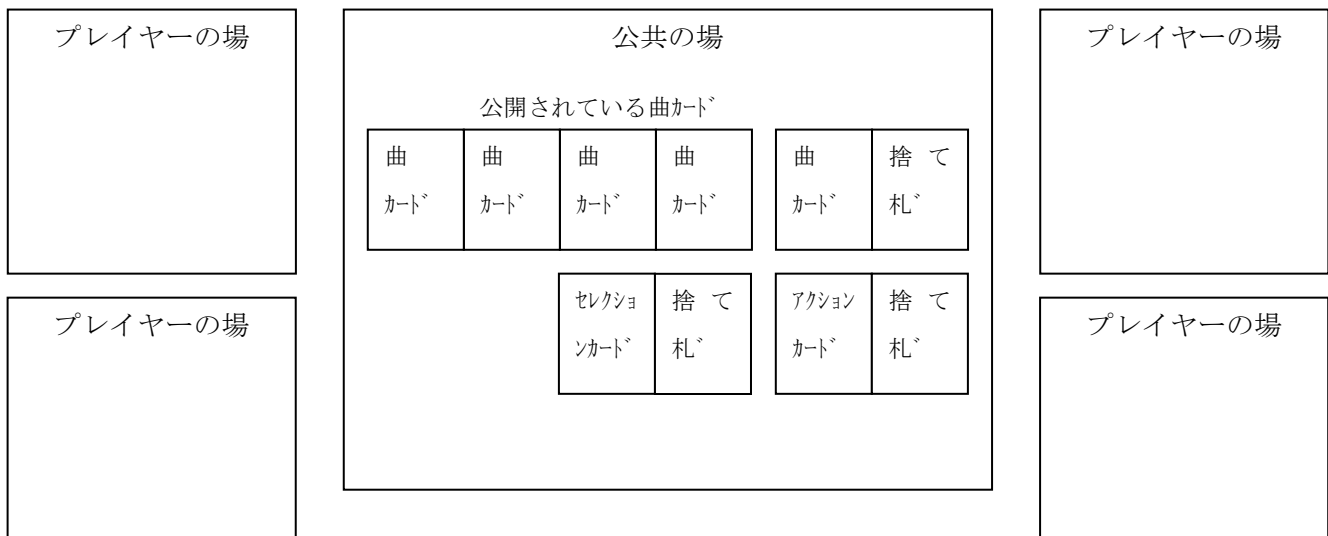 プレイヤーの場
公共の場
プレイヤーの場
公開されている曲ｶｰﾄﾞ
曲
ｶｰﾄﾞ
曲
ｶｰﾄﾞ
曲
ｶｰﾄﾞ
曲
ｶｰﾄﾞ
曲
ｶｰﾄﾞ
捨て
札ﾞ
ｾﾚｸｼｮ
ﾝｶｰﾄﾞ
捨て
札ﾞ
ｱｸｼｮﾝ
ｶｰﾄﾞ
捨て
札ﾞ
プレイヤーの場
プレイヤーの場